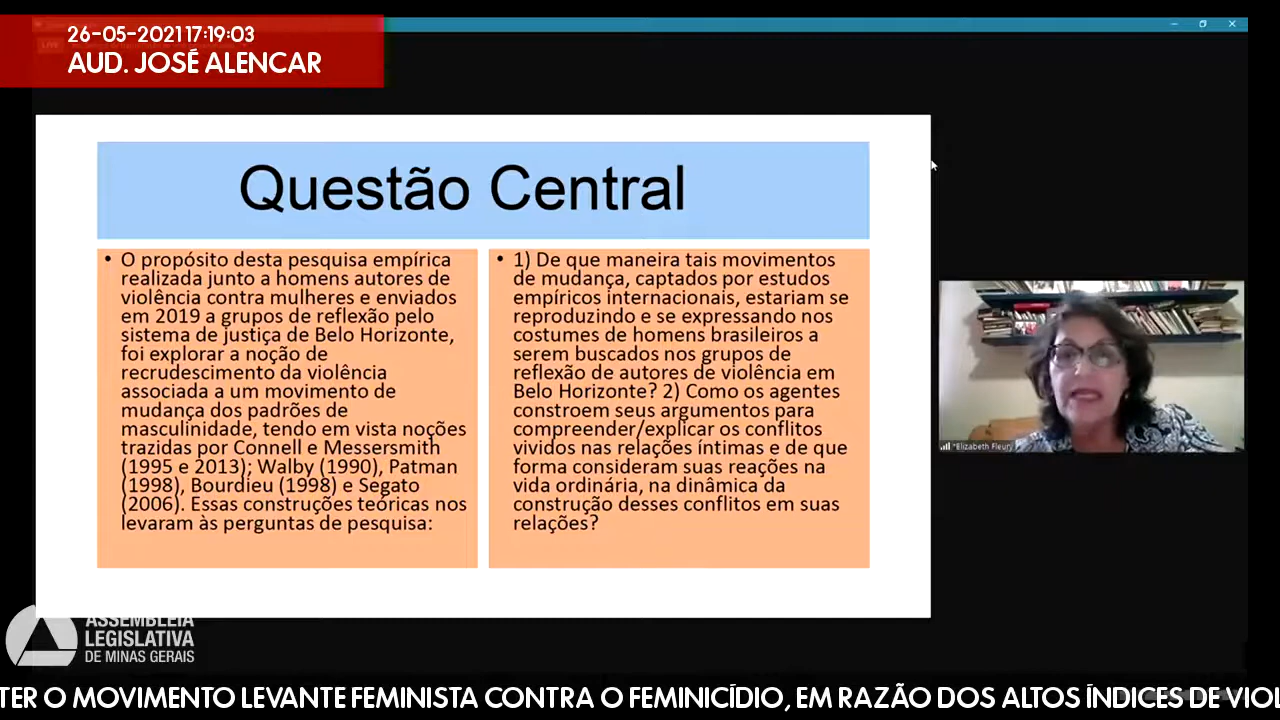 26-05-2021 17:19:03
AUD. JOSÉ ALENCAR
Questão Central
• O propósito desta pesquisa empírica
realizada junto a homens autores de
violência contra mulheres e enviados
em 2019 a grupos de reflexão pelo
sistema de justiça de Belo Horizonte,
foi explorar a noção de
recrudescimento da violência
associada a um movimento de
mudança dos padrões de
masculinidade, tendo em vista noções
trazidas por Connell e Messersmith
(1995 e 2013); Walby (1990), Patman
(1998), Bourdieu (1998) e Segato
(2006). Essas construções teóricas nos
levaram às perguntas de pesquisa:
• 1) De que maneira tais movimentos
de mudança, captados por estudos
empíricos internacionais, estariam se
reproduzindo e se expressando nos
costumes de homens brasileiros a
serem buscados nos grupos de
reflexão de autores de violência em
Belo Horizonte? 2) Como os agentes
constroem seus argumentos para
compreender/explicar os conflitos
vividos nas relações íntimas e de que
forma consideram suas reações na
vida ordinária, na dinâmica da
construção desses conflitos em suas
relações?
*Elizabeth Fleury
ASSEMBLEIA
LEGISLATIVA
DE MINAS GERAIS
TER O MOVIMENTO LEVANTE FEMINISTA CONTRA O FEMINICÍDIO, EM RAZÃO DOS ALTOS ÍNDICES DE VIOL